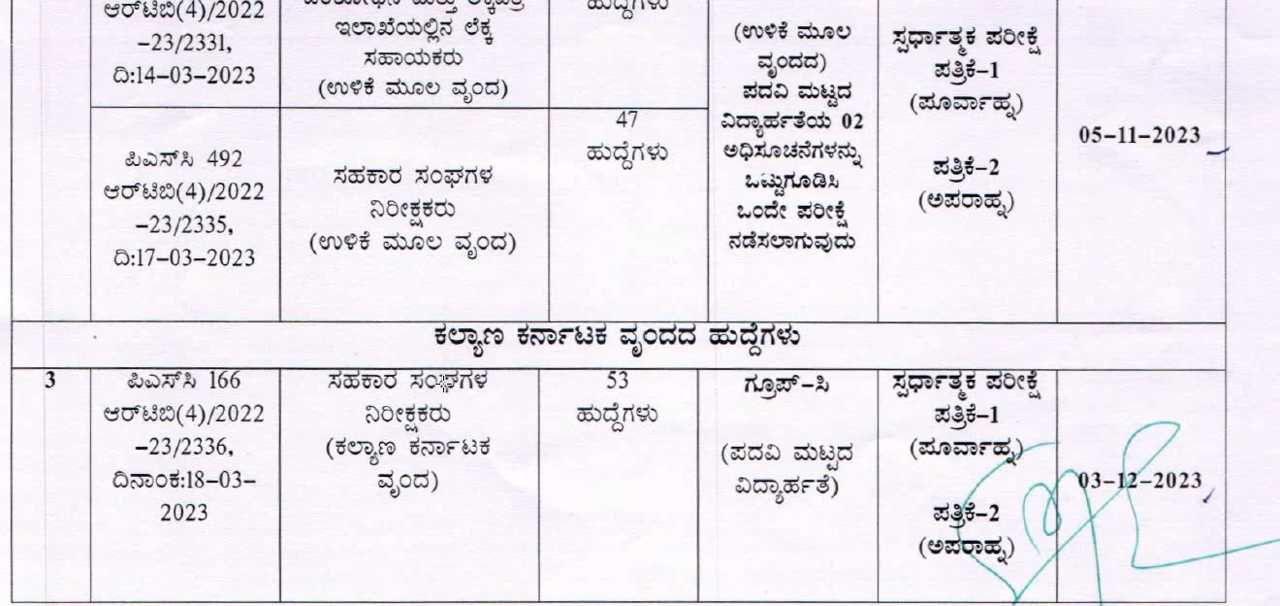 ಆರ್‌ಟಿಬಿ(4)/2022
-23/2331,
ದಿ:14-03-2023
ಇಲಾಖೆಯಲ್ಲಿನ ಲೆಕ್ಕ
ಸಹಾಯಕರು
(ಉಳಿಕೆ ಮೂಲ ವೃಂದ)
ಹುದ್ದೆಗಳು
ಪಿಎಸ್‌ಸಿ 492
ಆರ್‌ಟಿಬಿ(4)/2022
-23/2335,
ದಿ:17-03-2023
ಸಹಕಾರ ಸಂಘಗಳ
ನಿರೀಕ್ಷಕರು
(ಉಳಿಕೆ ಮೂಲ ವೃಂದ)
47
ಹುದ್ದೆಗಳು
(ಉಳಿಕೆ ಮೂಲ
ವೃಂದದ)
ಪದವಿ ಮಟ್ಟದ
ವಿದ್ಯಾರ್ಹತೆಯ 02
ಅಧಿಸೂಚನೆಗಳನ್ನು
ಒಟ್ಟುಗೂಡಿಸಿ
ಒಂದೇ ಪರೀಕ್ಷೆ
ನಡೆಸಲಾಗುವುದು
ಸ್ಪರ್ಧಾತ್ಮಕ ಪರೀಕ್ಷೆ
ಪತ್ರಿಕೆ-1
(ಪೂರ್ವಾಹ್ನ)
ಪತ್ರಿಕೆ-2
(ಅಪರಾಹ್ನ)
05-11-2023
ಕಲ್ಯಾಣ ಕರ್ನಾಟಕ ವೃಂದದ ಹುದ್ದೆಗಳು
3
ಪಿಎಸ್‌ಸಿ 166
ಆರ್‌ಟಿಬಿ(4)/2022
-23/2336,
ದಿನಾಂಕ:18-03-
2023
ಸಹಕಾರ ಸಂಘಗಳ
ನಿರೀಕ್ಷಕರು
(ಕಲ್ಯಾಣ ಕರ್ನಾಟಕ
ವೃಂದ)
53
ಹುದ್ದೆಗಳು
ಗ್ರೂಪ್-ಸಿ
(ಪದವಿ ಮಟ್ಟದ
ವಿದ್ಯಾರ್ಹತೆ)
ಸ್ಪರ್ಧಾತ್ಮಕ ಪರೀಕ್ಷೆ
ಪತ್ರಿಕೆ-1
(ಪೂರ್ವಾಹ್ನ)
ಪತ್ರಿಕೆ-2
(ಅಪರಾಹ್ನ)
03-12-2023